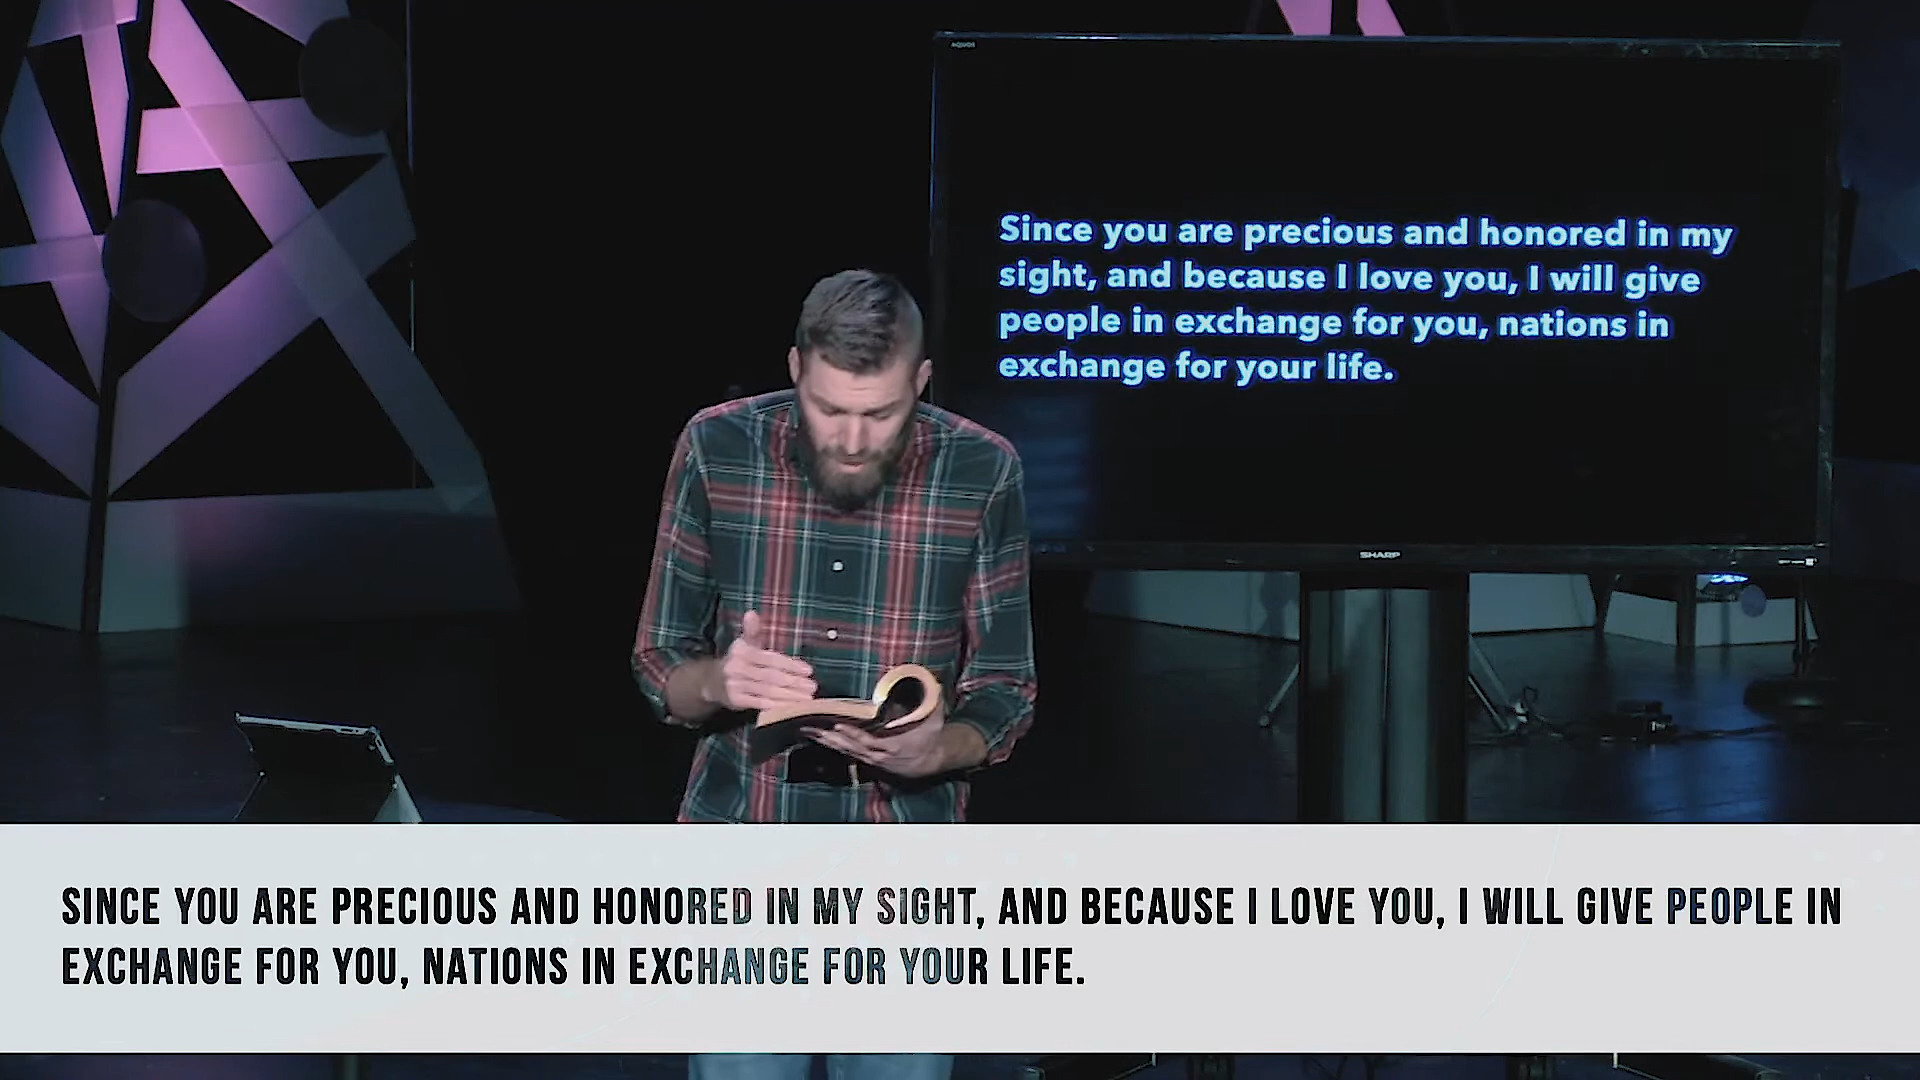 AQUOS
Since you are precious and honored in my
sight, and because I love you, I will give
people in exchange for you, nations in
exchange for your life.
SHARP
SINCE YOU ARE PRECIOUS AND HONORED IN MY SIGHT, AND BECAUSE I LOVE YOU, I WILL GIVE PEOPLE IN
EXCHANGE FOR YOU, NATIONS IN EXCHANGE FOR YOUR LIFE.